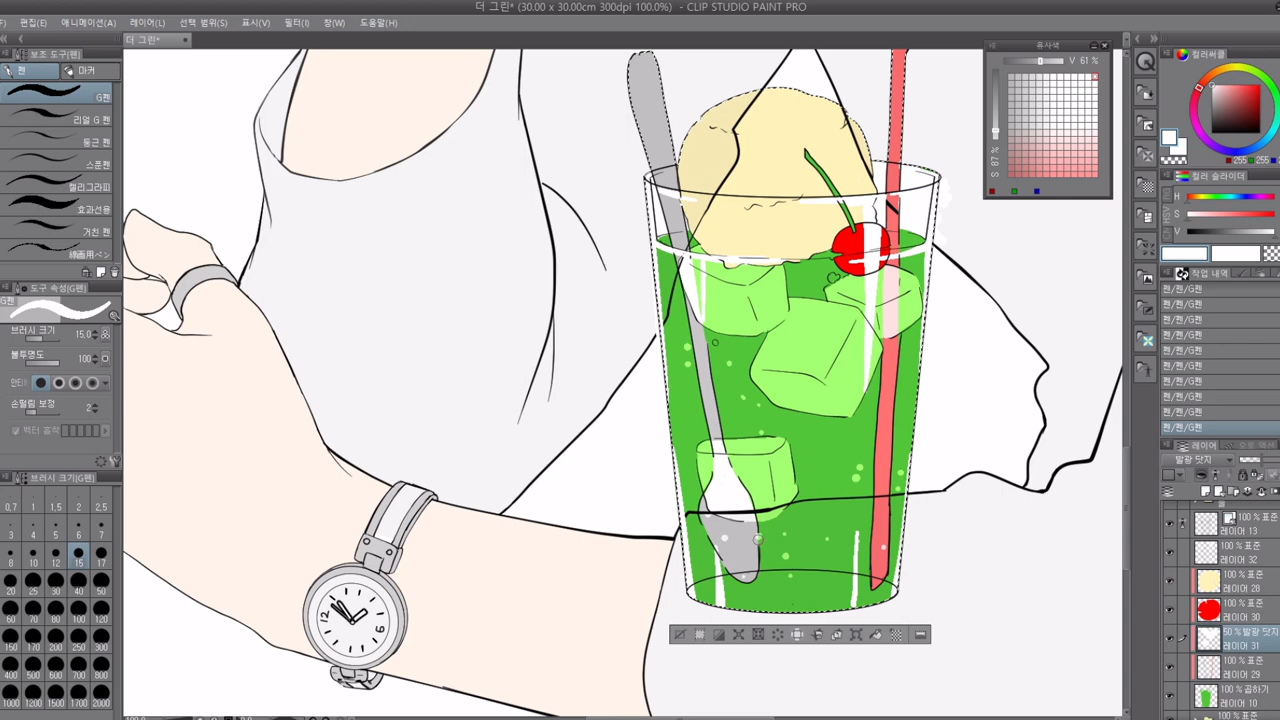 더 그린* (30.00 x 30.00cm 300dpi 100.0%) - CLIP STUDIO PAINT PRO
편집(E)
애니메이션(A)
레이어(L)
선택 범위(S)
표시(V)
필터(I)
창(W)
도움말(H)
보조 도구(펜)
더 그린*
펜
마커
G펜
리얼 G 펜
둥근 펜
스푼펜
캘리그라피
효과선용
거친 펜
線画用ペン
도구 속성(G펜)
G펜
브러시 크기 15.0
불투명도 100
손떨림 보정 2
벡터 흡착
브러시 크기(G펜)
0.7 1 1.5 2 2.5
3 4 5 6 7
8 10 12 15 17
20 25 30 40 50
60 70 80 100 120
150 170 200 250 300
400 500 600 700 800
1000 1200 1500 1700 2000
12
6
유사색
V 61 %
S 87 %
컬러써클
255 255
컬러 슬라이더
H
S
V
작업 내역
펜/펜/G펜
펜/펜/G펜
펜/펜/G펜
펜/펜/G펜
펜/펜/G펜
펜/펜/G펜
펜/펜/G펜
펜/펜/G펜
펜/펜/G펜
펜/펜/G펜
레이어
발광 닷지
100 % 표준
레이어 13
100 % 표준
레이어 32
100 % 표준
레이어 28
100 % 표준
레이어 30
50 % 발광 닷지
레이어 31
100 % 표준
레이어 29
100 % 곱하기
레이어 10
100 % 표준